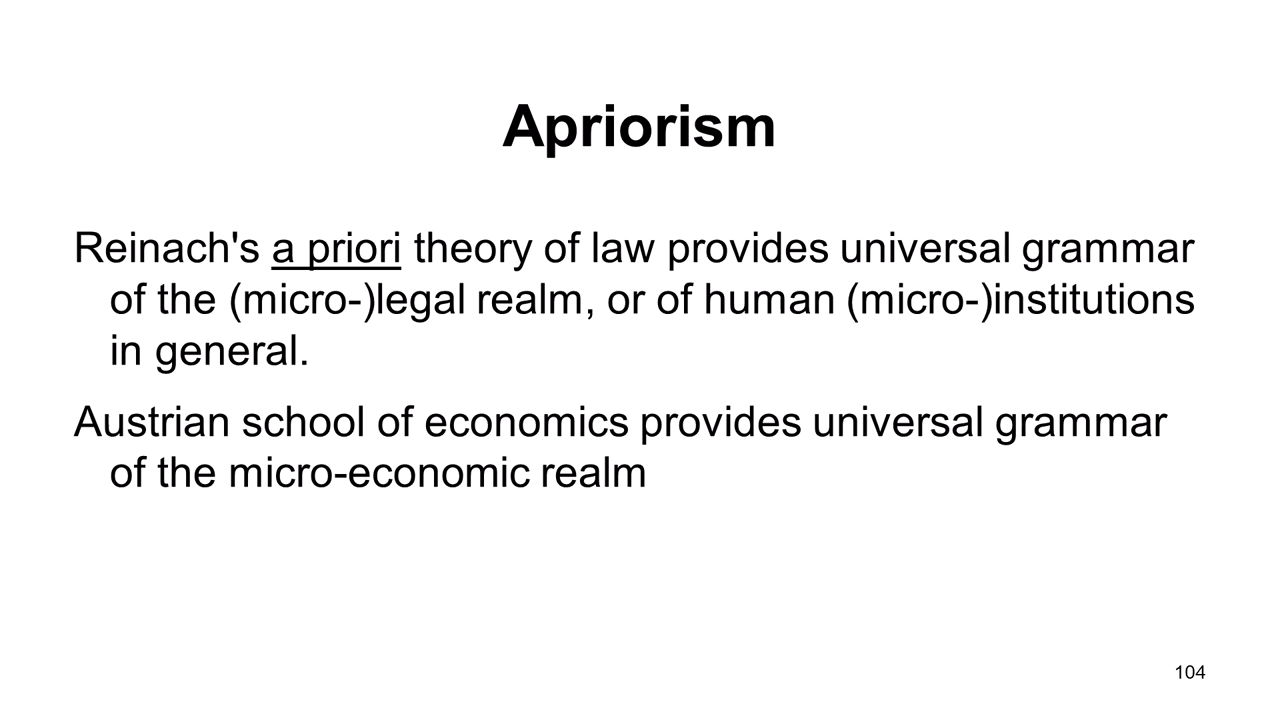 Apriorism
Reinach's a priori theory of law provides universal grammar
of the (micro-)legal realm, or of human (micro-)institutions
in general.
Austrian school of economics provides universal grammar
of the micro-economic realm
104